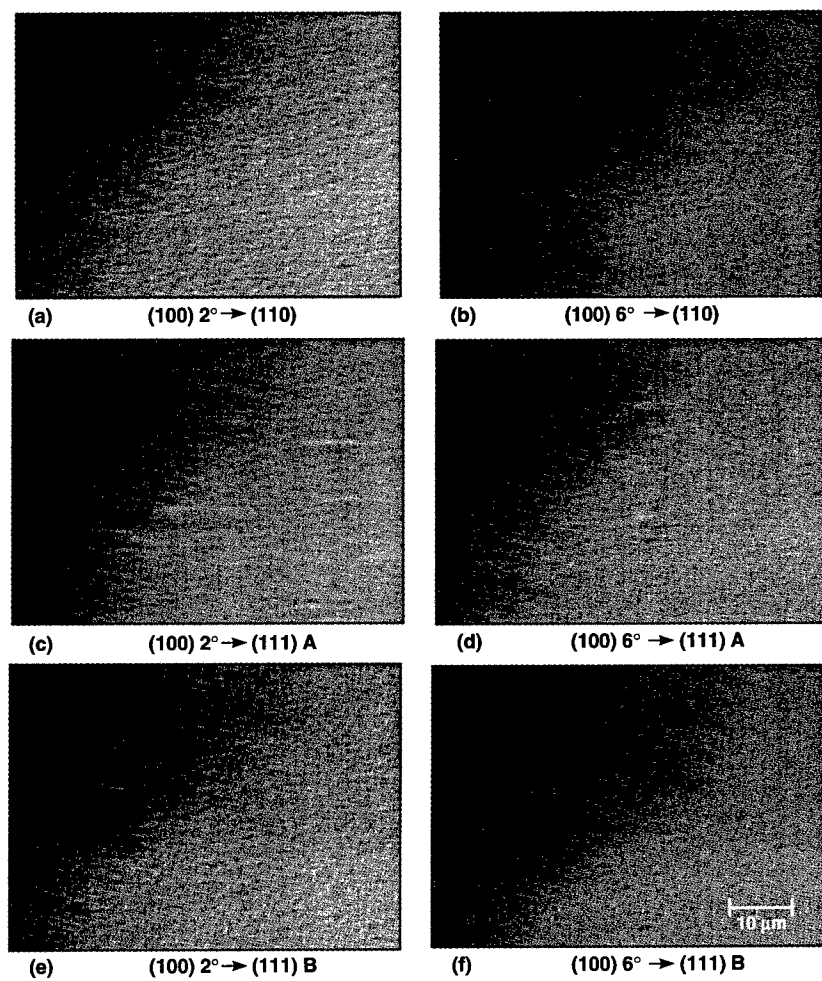 (a) (100) 2° → (110)
(b) (100) 6° → (110)
(c) (100) 2° → (111) A
(d) (100) 6° → (111) A
(e) (100) 2° → (111) B
10 μm
(f) (100) 6° → (111) B